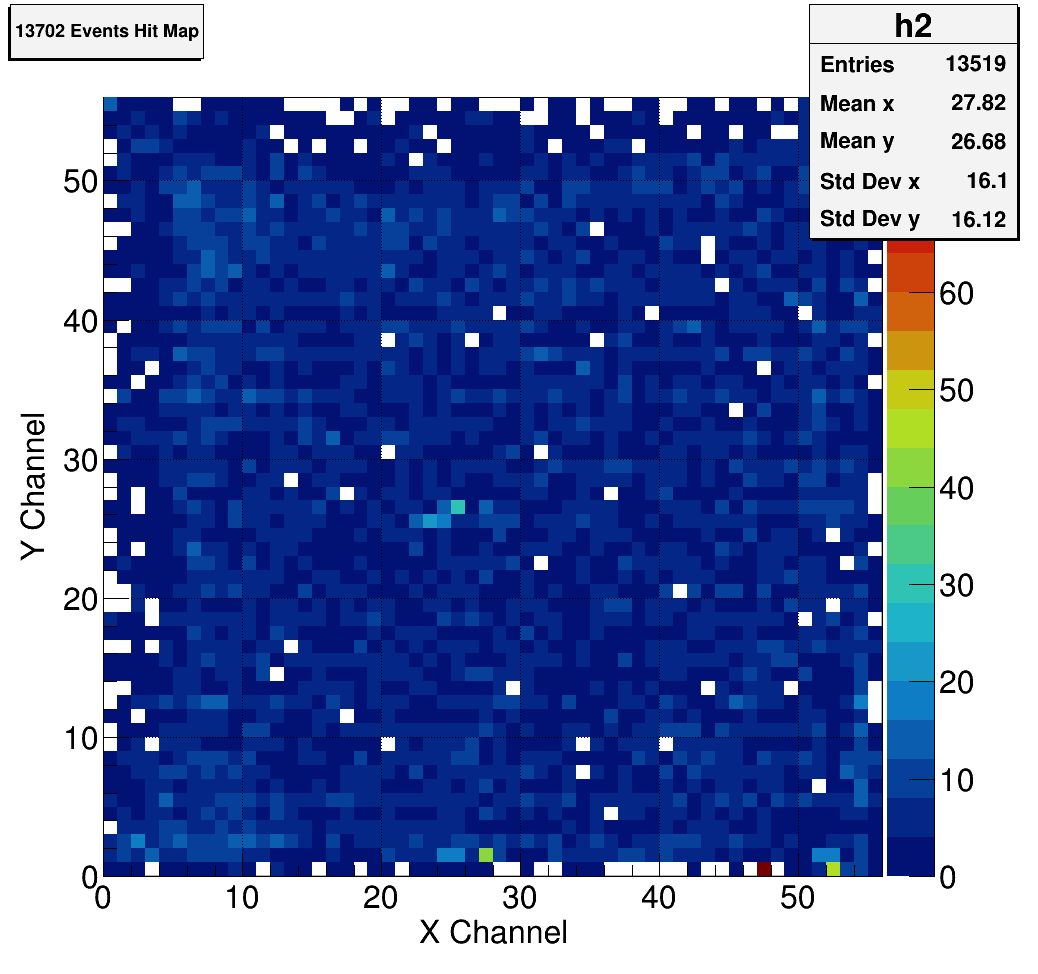 13702 Events Hit Map
h2
Entries 13519
Mean x 27.82
Mean y 26.68
Std Dev x 16.1
Std Dev y 16.12
50
40
30
20
10
0
Y Channel
0 10 20 30 40 50
X Channel
60
50
40
30
20
10
0